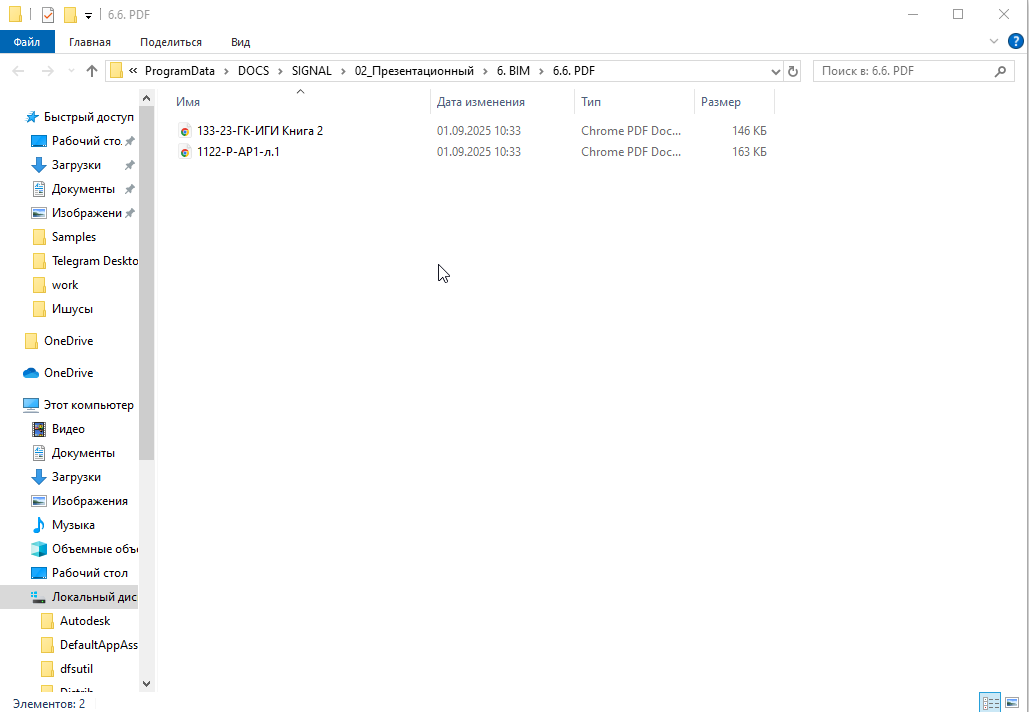 6.6. PDF
Файл Главная Поделиться Вид
« ProgramData › DOCS › SIGNAL › 02_Презентационный › 6. BIM › 6.6. PDF
Поиск в: 6.6. PDF
Имя Дата изменения Тип Размер
133-23-ГК-ИГИ Книга 2 01.09.2025 10:33 Chrome PDF Doc... 146 КБ
1122-Р-АР1-л.1 01.09.2025 10:33 Chrome PDF Doc... 163 КБ
Быстрый доступ
Рабочий сто.
Загрузки
Документы
Изображени
Samples
Telegram Deskto
work
Ишусы
OneDrive
OneDrive
Этот компьютер
Видео
Документы
Загрузки
Изображения
Музыка
Объемные объ
Рабочий стол
Локальный дис
Autodesk
DefaultAppAss
dfsutil
Элементов: 2